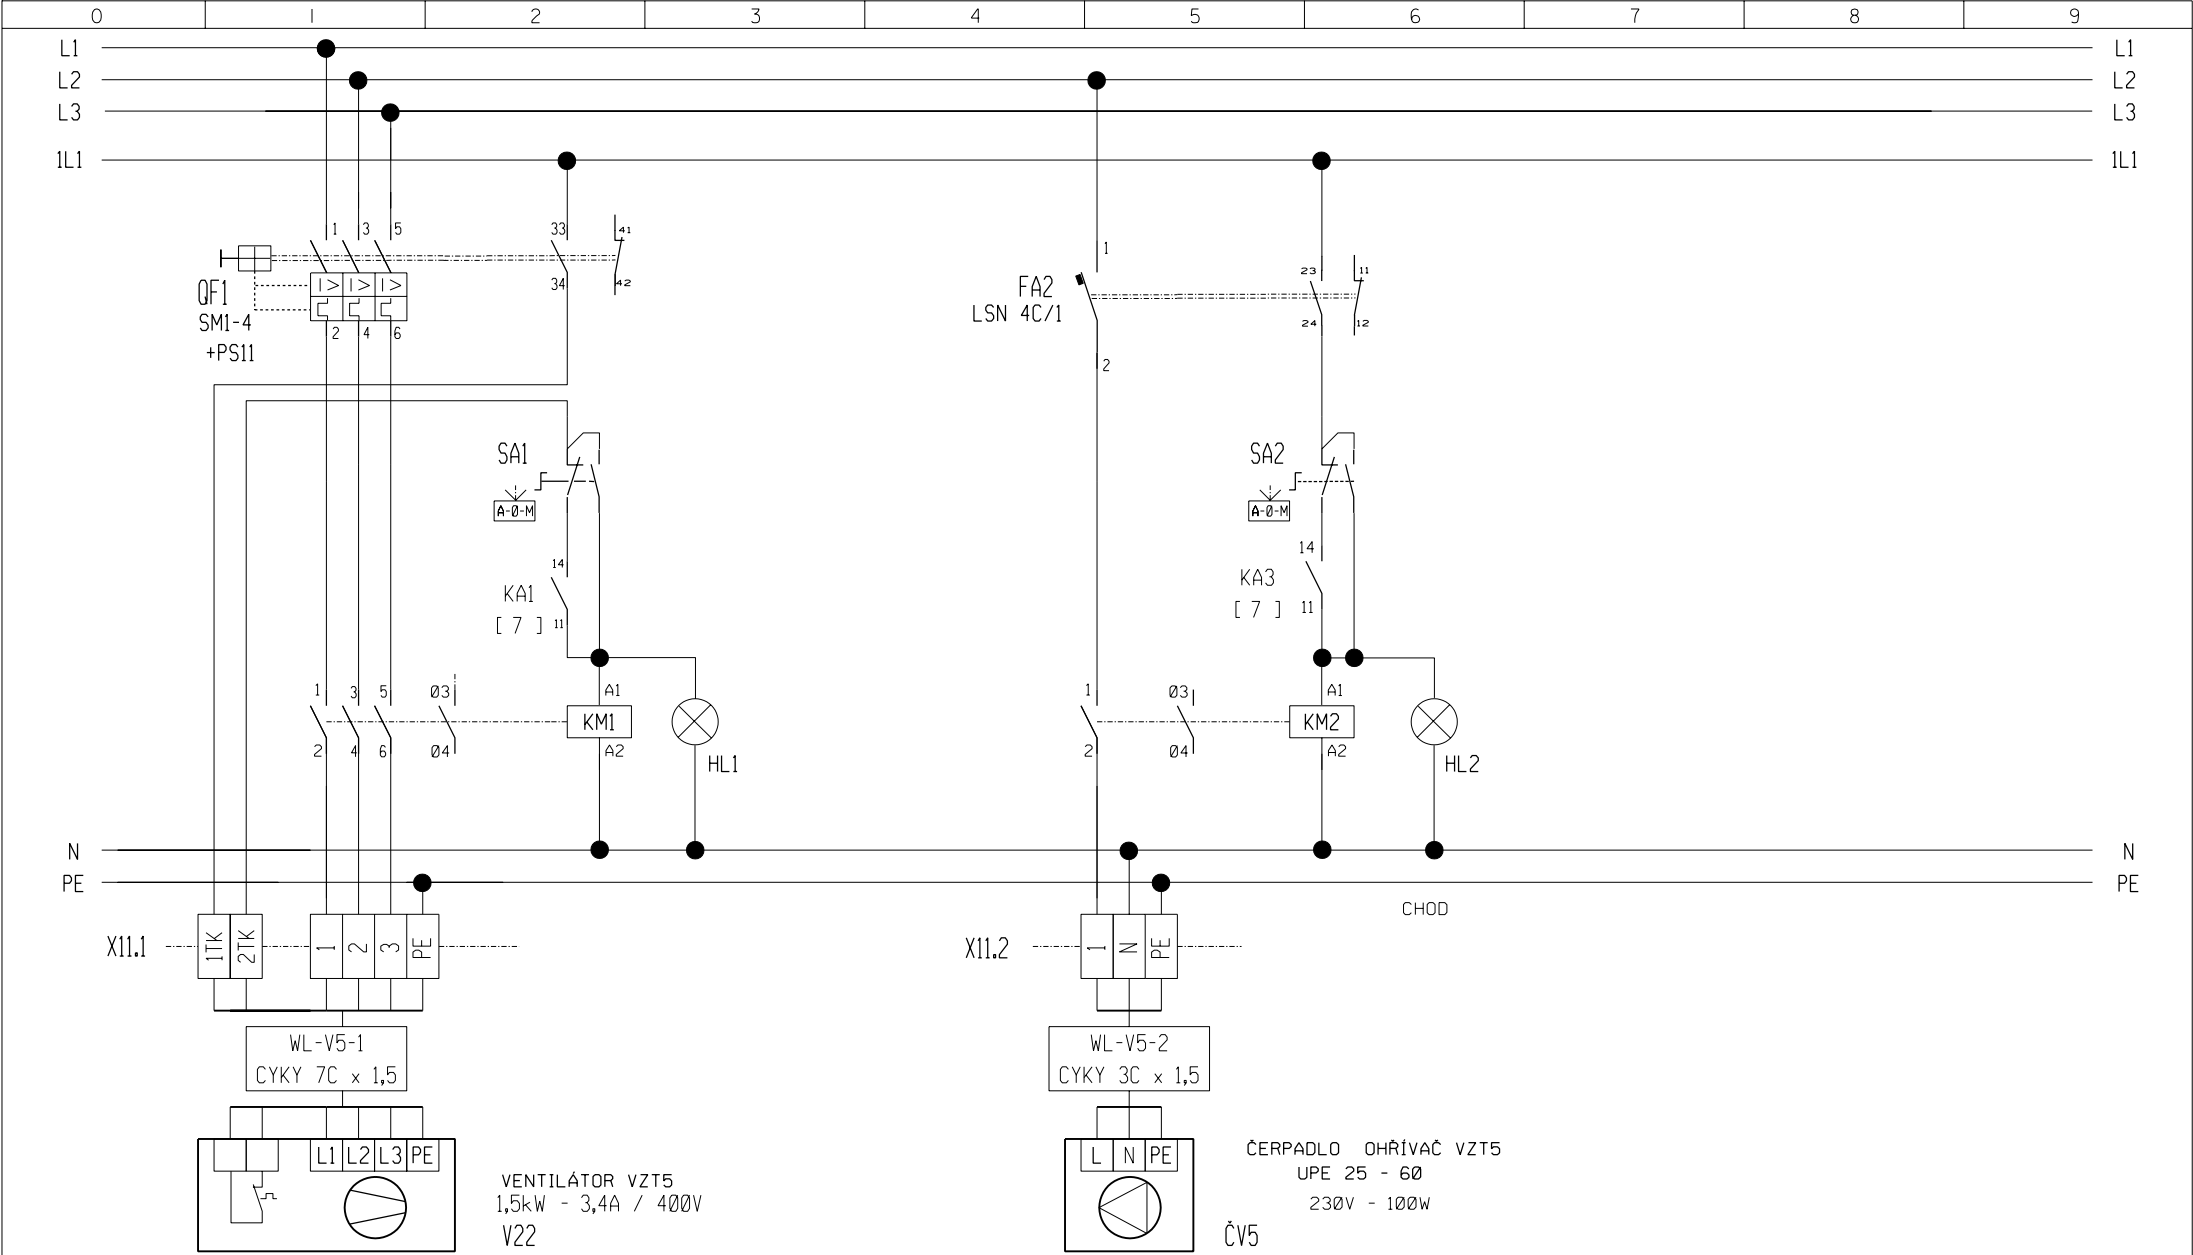 0 1 2 3 4 5 6 7 8 9
L1 L1
L2 L2
L3 L3
1L1 1L1
1 3 5 33 41
34 42
QF1
SM1-4
+PS11
2 4 6
1
FA2
LSN 4C/1
2
23 11
24 12
SA1
A-Ø-M
SA2
A-Ø-M
14
KA1
[ 7 ] 11
14
KA3
[ 7 ] 11
1 3 5 Ø3 A1
KM1
2 4 6 Ø4 A2
HL1
1 Ø3 A1
KM2
2 Ø4 A2
HL2
N N
PE PE
CHOD
X11.1 1TK 2TK 1 2 3 PE
X11.2 1 N PE
WL-V5-1
CYKY 7C x 1,5
WL-V5-2
CYKY 3C x 1,5
L1 L2 L3 PE
VENTILÁTOR VZT5
1,5kW - 3,4A / 400V
V22
L N PE
ČERPADLO OHŘÍVAČ VZT5
UPE 25 - 60
230V - 100W
ČV5